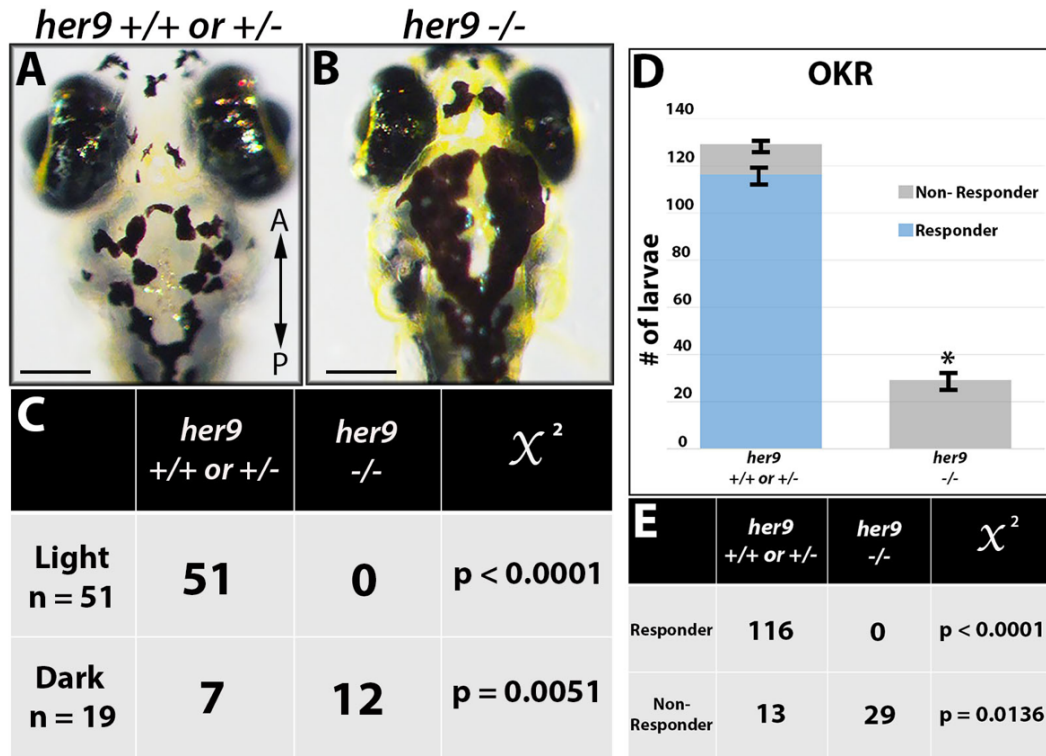 her9 +/+ or +/-
her9 -/-
A
B
A
P
C
her9
+/+ or +/-
her9
-/-
χ 2
Light
n = 51
51
0
p < 0.0001
Dark
n = 19
7
12
p = 0.0051
D
OKR
# of larvae
140
120
100
80
60
40
20
0
Non- Responder
Responder
*
her9
+/+ or +/-
her9
-/-
E
her9
+/+ or +/-
her9
-/-
χ 2
Responder
116
0
p < 0.0001
Non-
Responder
13
29
p = 0.0136